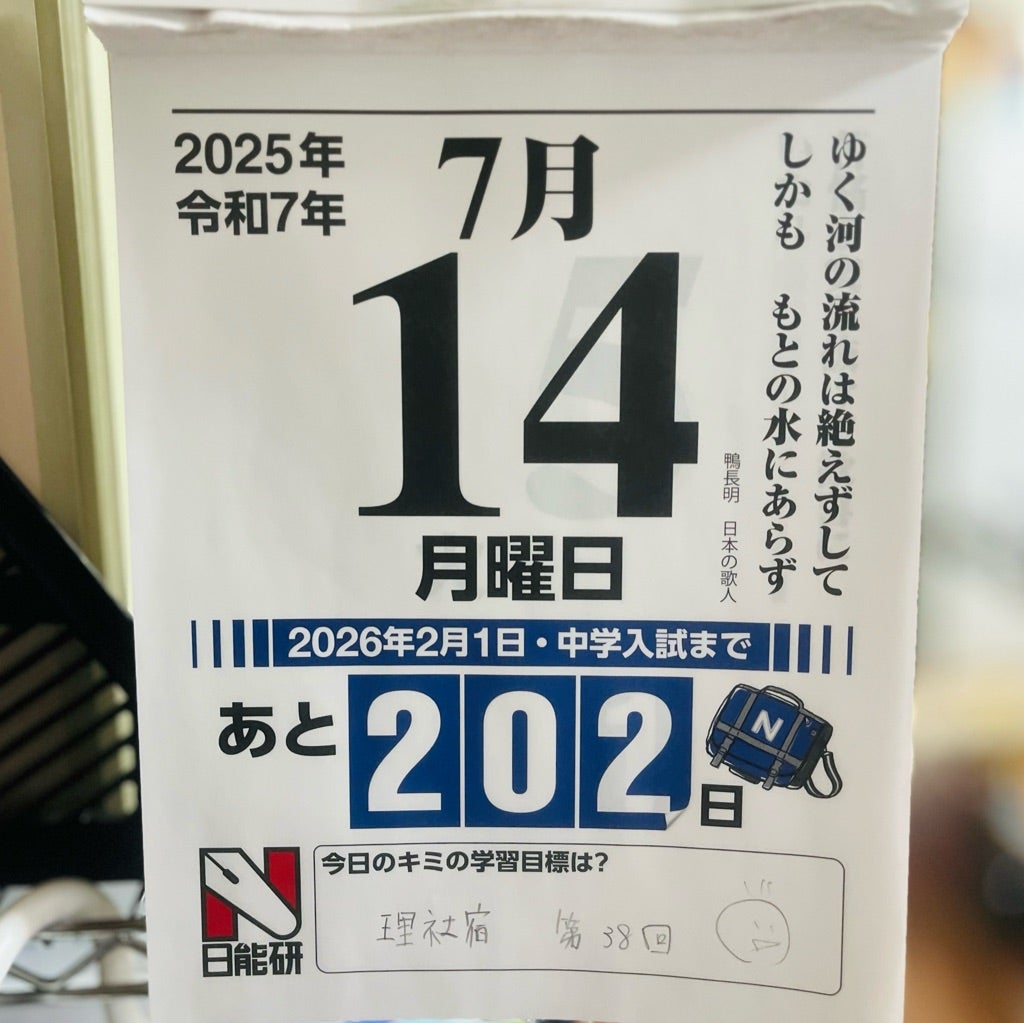 2025年
令和7年
7月
14
月曜日
ゆく河の流れは絶えずして
しかも　もとの水にあらず
鴨長明　日本の歌人
2026年2月1日・中学入試まで
あと202日
N
日能研
今日のキミの学習目標は?
理社宿　第38回